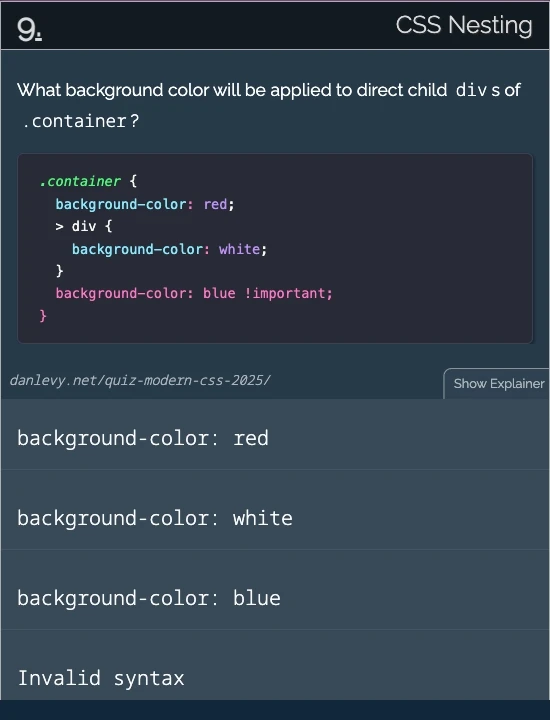 9.
CSS Nesting
What background color will be applied to direct child div s of
.container ?
.container {
  background-color: red;
  > div {
    background-color: white;
  }
  background-color: blue !important;
}
danlevy.net/quiz-modern-css-2025/
Show Explainer
background-color: red
background-color: white
background-color: blue
Invalid syntax